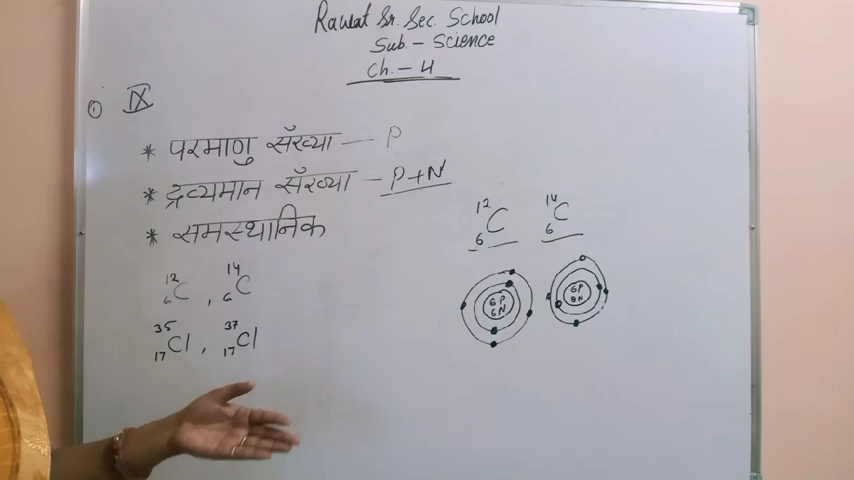 Rawat Sr. Sec. School
Sub - Science
Ch. - 4
① IX
* परमाणु सँख्या — P
* द्रव्यमान सँख्या — P+N
* समस्थानिक
¹²₆C , ¹⁴₆C
³⁵₁₇Cl , ³⁷₁₇Cl
¹²₆C ¹⁴₆C
6P 6N
6P 8N